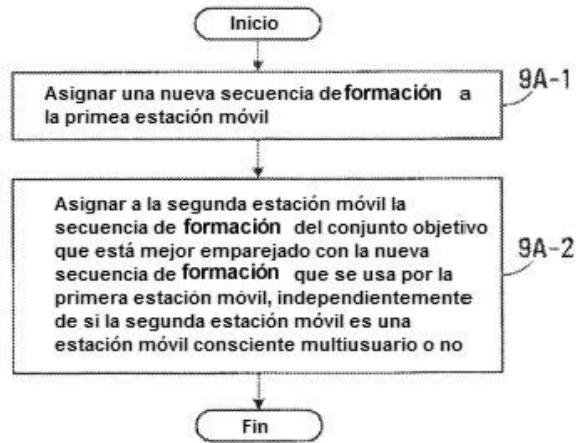 Inicio
9A-1
Asignar una nueva secuencia de formación a
la primea estación móvil
9A-2
Asignar a la segunda estación móvil la
secuencia de formación del conjunto objetivo
que está mejor emparejado con la nueva
secuencia de formación que se usa por la
primera estación móvil, independientemente
de si la segunda estación móvil es una
estación móvil consciente multiusuario o no
Fin